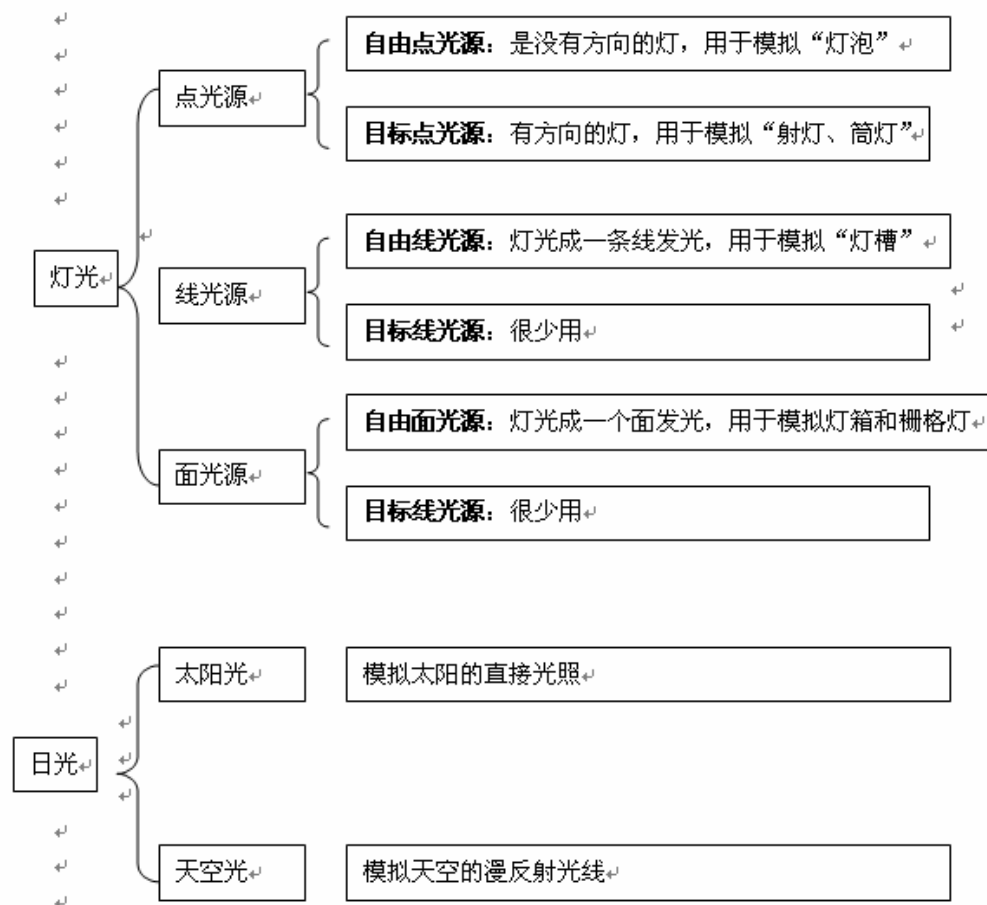 自由点光源：是没有方向的灯，用于模拟“灯泡”
点光源
目标点光源：有方向的灯，用于模拟“射灯、筒灯”
自由线光源：灯光成一条线发光，用于模拟“灯槽”
灯光
线光源
目标线光源：很少用
自由面光源：灯光成一个面发光，用于模拟灯箱和栅格灯
面光源
目标线光源：很少用
太阳光
模拟太阳的直接光照
日光
天空光
模拟天空的漫反射光线